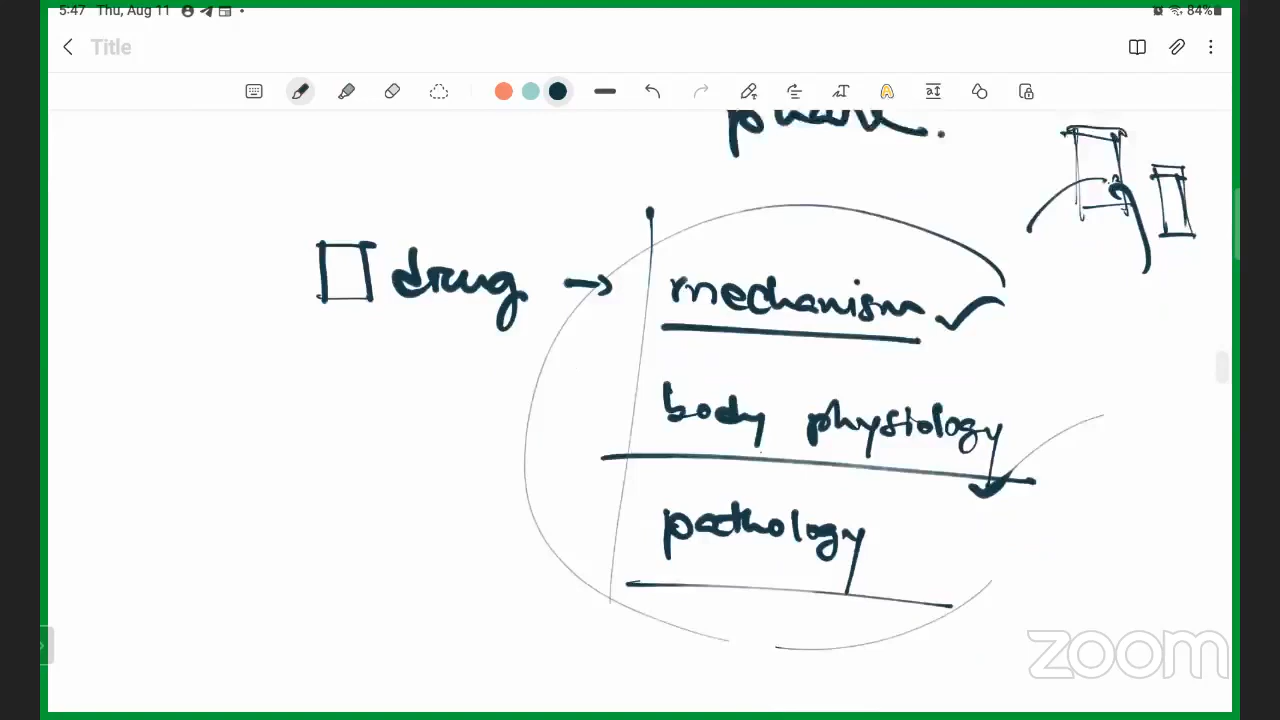 5:47 Thu, Aug 11
84%
Title
drug → mechanism ✓
body physiology
pathology
zoom